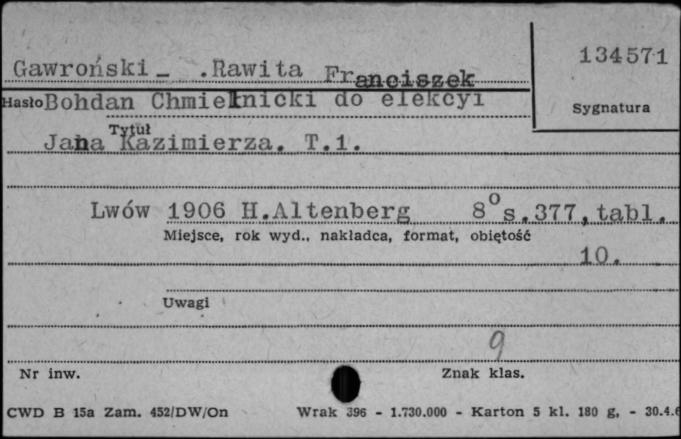 134571
Gawroński - .Rawita Franciszek
Hasło Bohdan Chmielnicki do elekcyi
Sygnatura
Tytuł
Jana Kazimierza. T.1.
Lwów 1906 H.Altenberg 8° s.377, tabl.
Miejsce, rok wyd., nakładca, format, objętość
10.
Uwagi
9
Nr inw. Znak klas.
CWD B 15a Zam. 452/DW/On Wrak 396 - 1.730.000 - Karton 5 kl. 180 g, - 30.4.